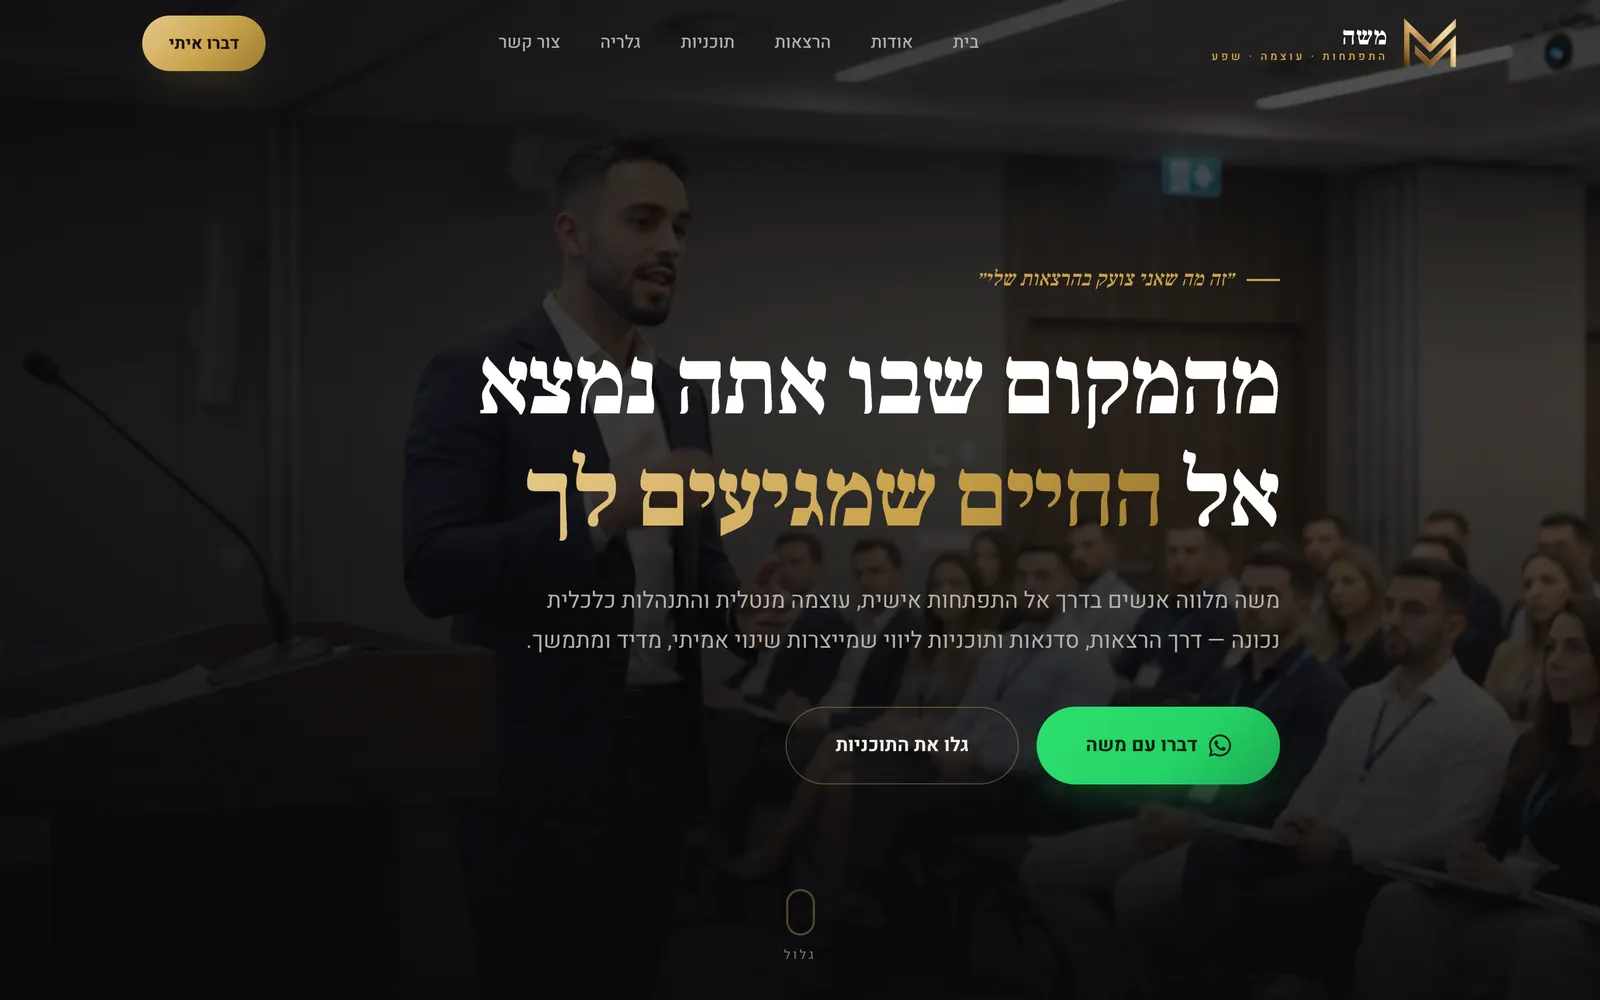 משה
התפתחות · עוצמה · שפע
בית
אודות
הרצאות
תוכניות
גלריה
צור קשר
דברו איתי
"זה מה שאני צועק בהרצאות שלי"
מהמקום שבו אתה נמצא
אל החיים שמגיעים לך
משה מלווה אנשים בדרך אל התפתחות אישית, עוצמה מנטלית והתנהלות כלכלית
נכונה — דרך הרצאות, סדנאות ותוכניות ליווי שמייצרות שינוי אמיתי, מדיד ומתמשך.
דברו עם משה
גלו את התוכניות
גלול